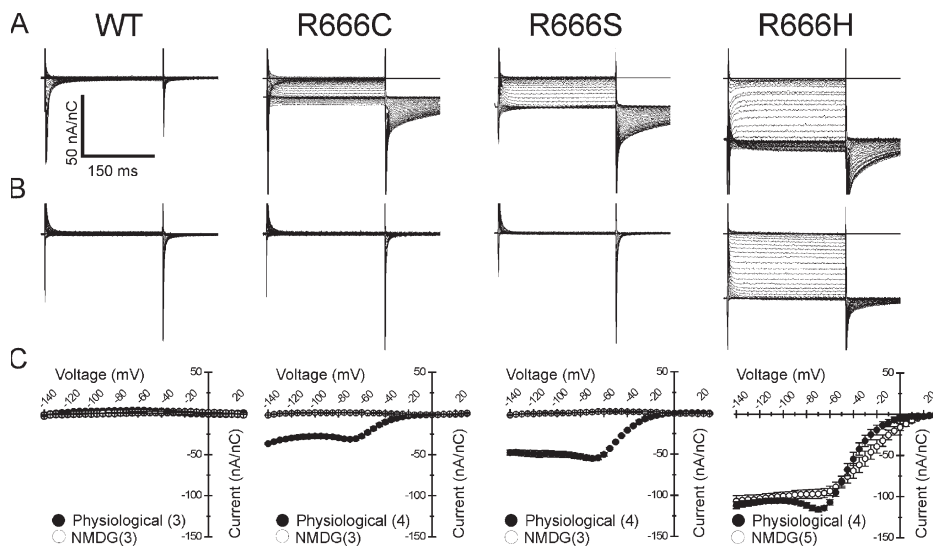 A WT R666C R666S R666H
50 nA/nC
150 ms
B
C
Voltage (mV) 50 Voltage (mV) 50 Voltage (mV) 50 Voltage (mV) 50
-140 -120 -100 -80 -60 -40 20 -140 -120 -100 -80 -60 -40 20 -140 -120 -100 -80 -60 -40 20 -140 -120 -100 -80 -60 -40 20
Current (nA/nC) Current (nA/nC) Current (nA/nC) Current (nA/nC)
-50 -50 -50 -50
-100 -100 -100 -100
Physiological (3) Physiological (4) Physiological (4) Physiological (4)
NMDG(3) -150 NMDG(3) -150 NMDG(3) -150 NMDG(5) -150